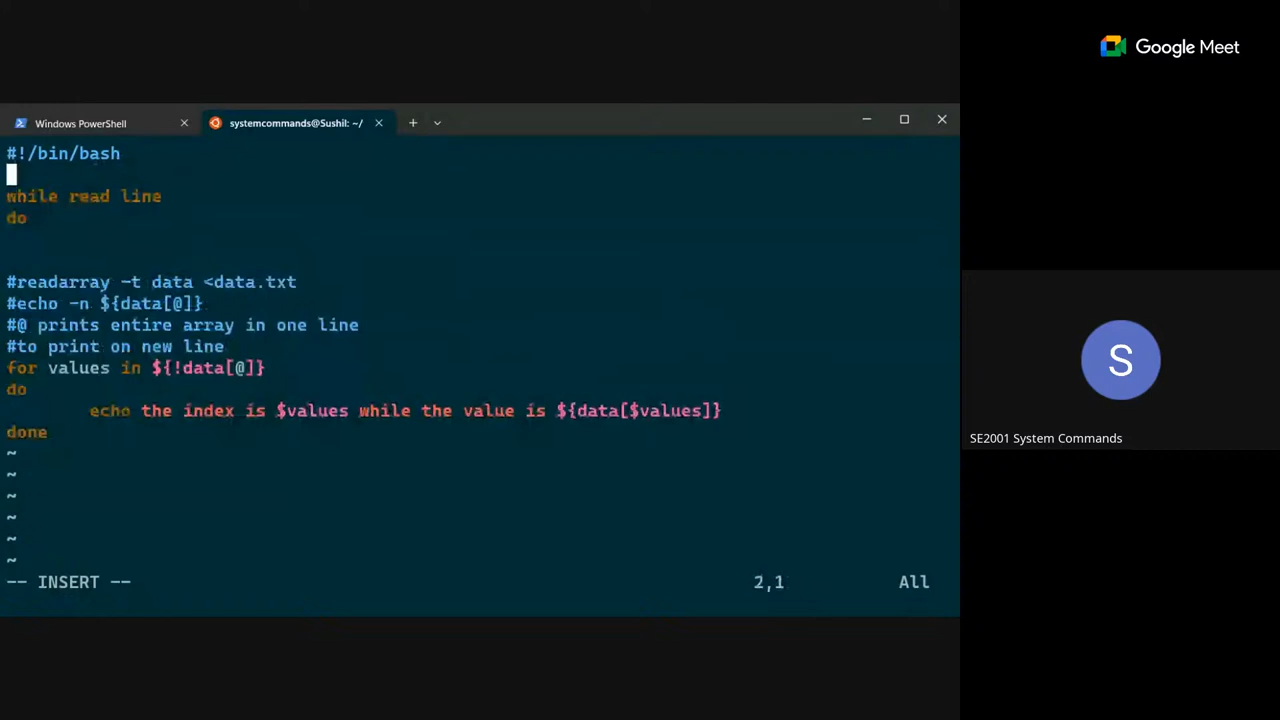 Google Meet
Windows PowerShell
systemcommands@Sushil: ~/
#!/bin/bash
while read line
do
#readarray -t data <data.txt
#echo -n ${data[@]}
#@ prints entire array in one line
#to print on new line
for values in ${!data[@]}
do
echo the index is $values while the value is ${data[$values]}
done
~
~
~
~
~
~
-- INSERT --
2,1
All
S
SE2001 System Commands